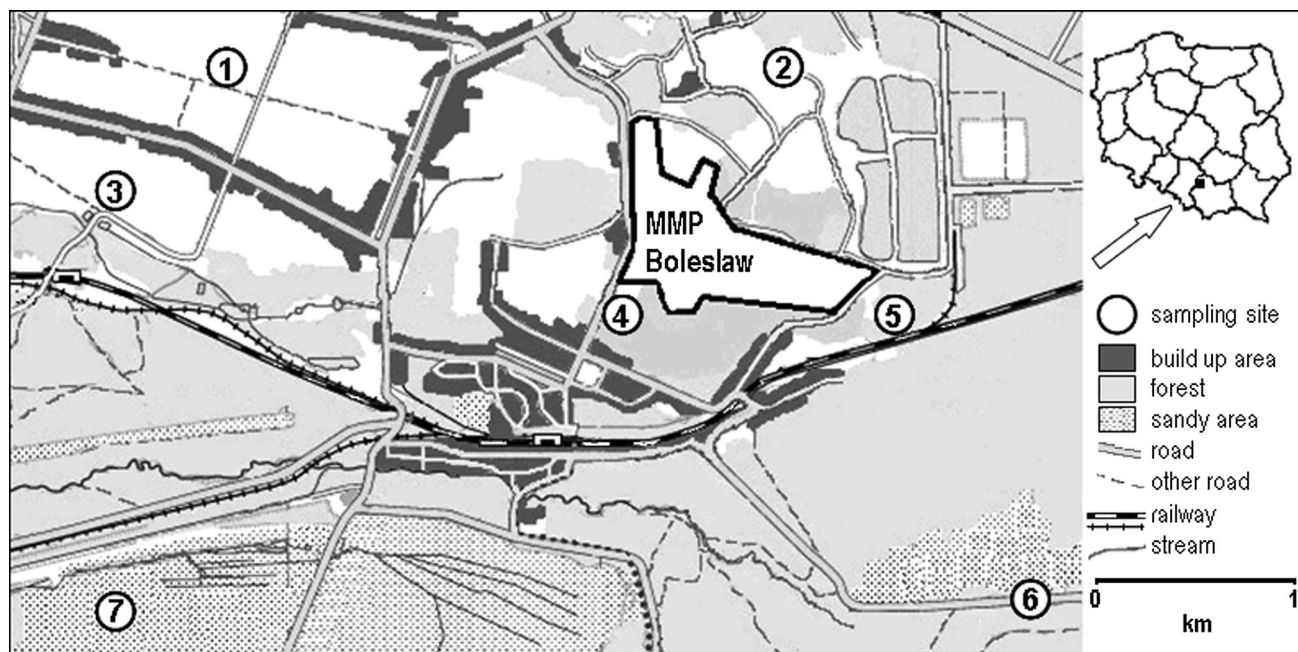 1
2
3
MMP
Boleslaw
4
5
6
7
sampling site
build up area
forest
sandy area
road
other road
railway
stream
0 1
km